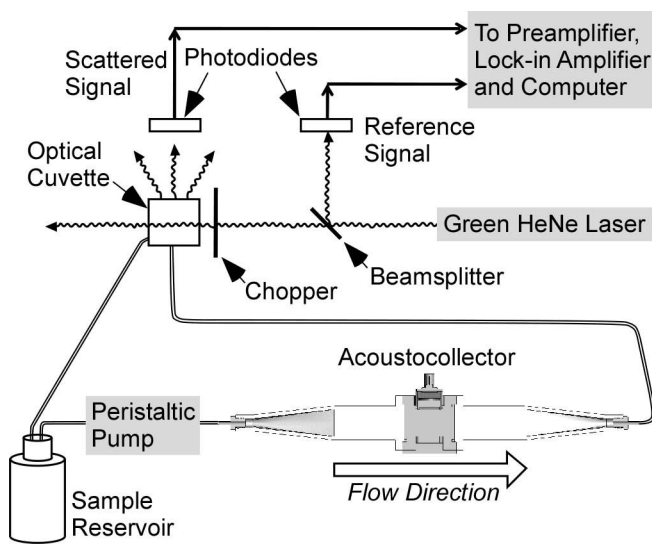 Scattered
Signal
Photodiodes
To Preamplifier,
Lock-in Amplifier
and Computer
Reference
Signal
Optical
Cuvette
Green HeNe Laser
Beamsplitter
Chopper
Acoustocollector
Peristaltic
Pump
Flow Direction
Sample
Reservoir